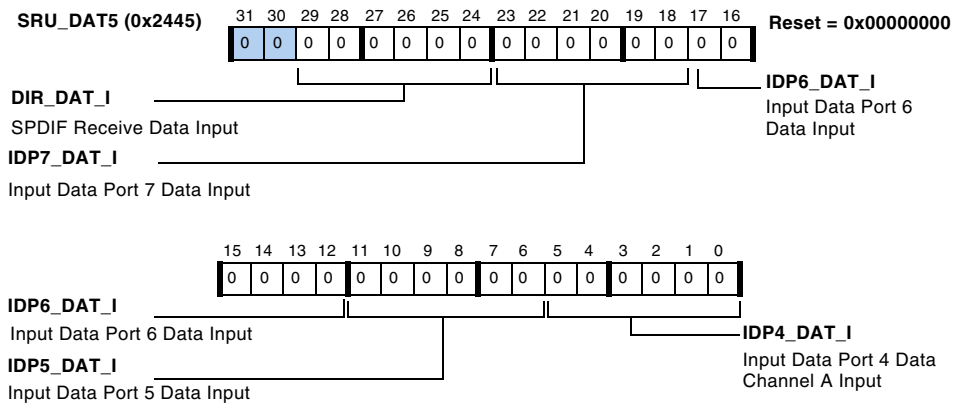 SRU_DAT5 (0x2445)
31 30 29 28 27 26 25 24 23 22 21 20 19 18 17 16
Reset = 0x00000000
0 0 0 0 0 0 0 0 0 0 0 0 0 0 0 0
DIR_DAT_I
SPDIF Receive Data Input
IDP7_DAT_I
Input Data Port 7 Data Input
IDP6_DAT_I
Input Data Port 6
Data Input
15 14 13 12 11 10 9 8 7 6 5 4 3 2 1 0
0 0 0 0 0 0 0 0 0 0 0 0 0 0 0 0
IDP6_DAT_I
Input Data Port 6 Data Input
IDP5_DAT_I
Input Data Port 5 Data Input
IDP4_DAT_I
Input Data Port 4 Data
Channel A Input